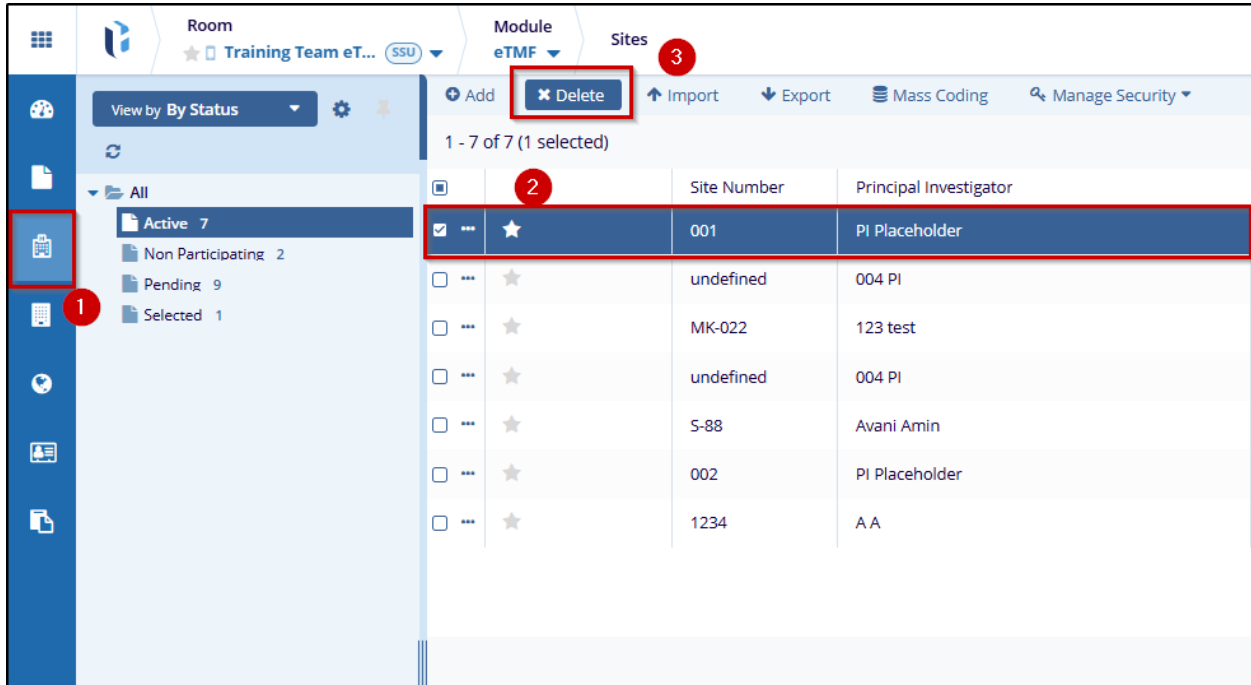 Room
Training Team eT... SSU
Module
eTMF
Sites
3
View by By Status
Add Delete Import Export Mass Coding Manage Security
1 - 7 of 7 (1 selected)
All
Active 7
Non Participating 2
Pending 9
Selected 1
1
2
Site Number Principal Investigator
001 PI Placeholder
undefined 004 PI
MK-022 123 test
undefined 004 PI
S-88 Avani Amin
002 PI Placeholder
1234 A A